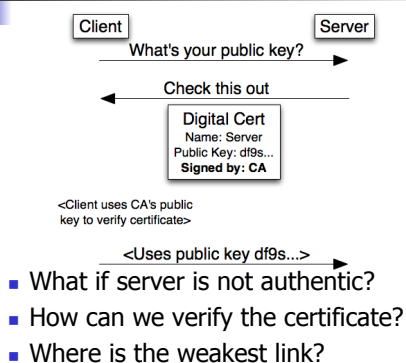 Client Server
What's your public key?
Check this out
Digital Cert
Name: Server
Public Key: df9s...
Signed by: CA
<Client uses CA's public
key to verify certificate>
<Uses public key df9s...>
What if server is not authentic?
How can we verify the certificate?
Where is the weakest link?